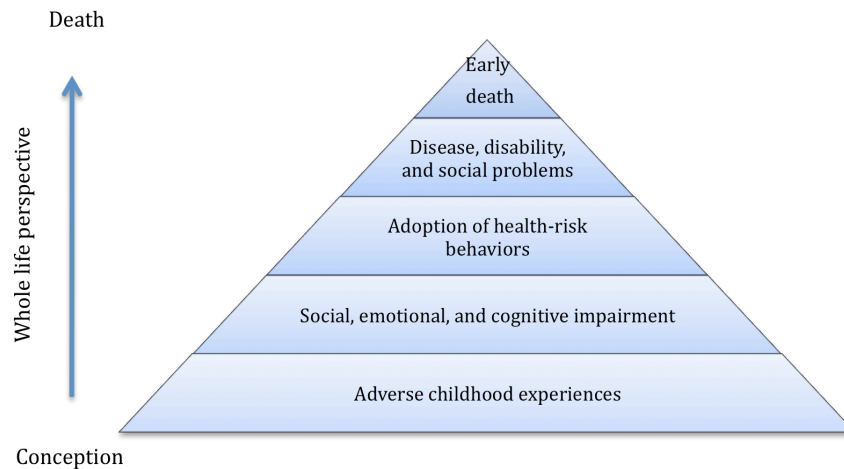 Death
Early
death
Disease, disability,
and social problems
Adoption of health-risk
behaviors
Whole life perspective
Social, emotional, and cognitive impairment
Adverse childhood experiences
Conception